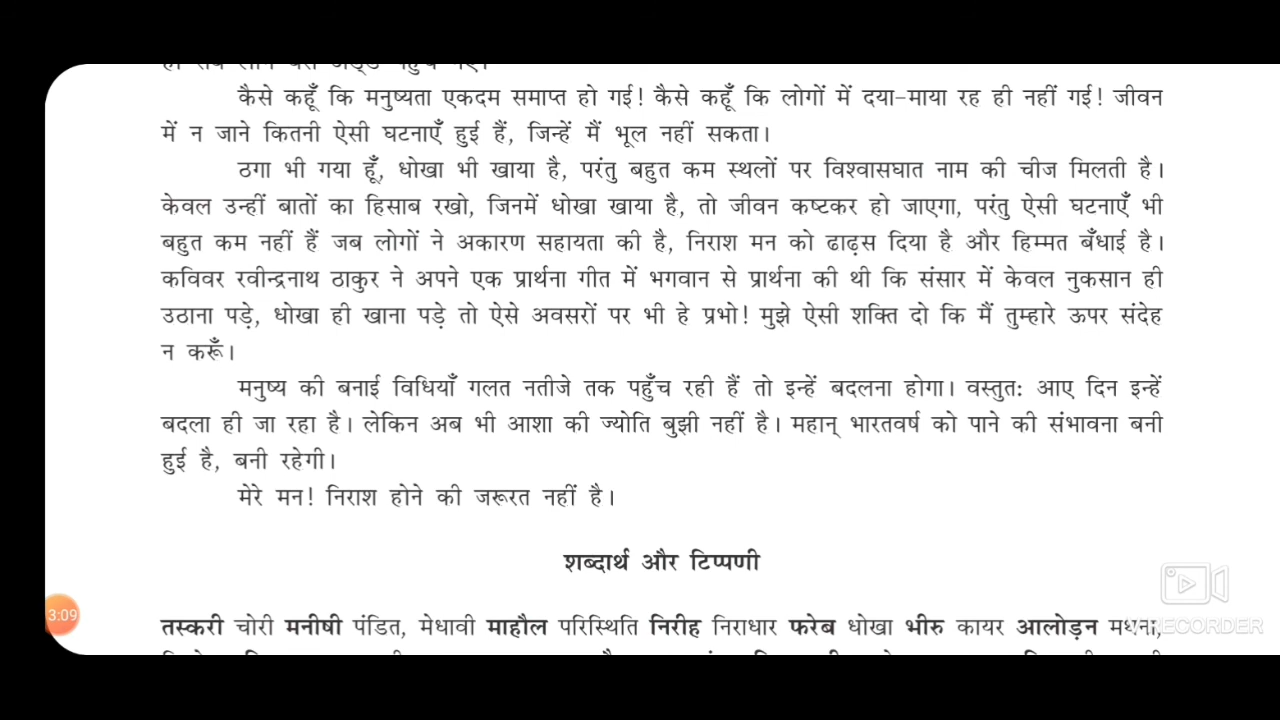 कैसे कहूँ कि मनुष्यता एकदम समाप्त हो गई! कैसे कहूँ कि लोगों में दया-माया रह ही नहीं गई! जीवन
में न जाने कितनी ऐसी घटनाएँ हुई हैं, जिन्हें मैं भूल नहीं सकता।
ठगा भी गया हूँ, धोखा भी खाया है, परंतु बहुत कम स्थलों पर विश्वासघात नाम की चीज मिलती है।
केवल उन्हीं बातों का हिसाब रखो, जिनमें धोखा खाया है, तो जीवन कष्टकर हो जाएगा, परंतु ऐसी घटनाएँ भी
बहुत कम नहीं हैं जब लोगों ने अकारण सहायता की है, निराश मन को ढाढ़स दिया है और हिम्मत बँधाई है।
कविवर रवीन्द्रनाथ ठाकुर ने अपने एक प्रार्थना गीत में भगवान से प्रार्थना की थी कि संसार में केवल नुकसान ही
उठाना पड़े, धोखा ही खाना पड़े तो ऐसे अवसरों पर भी हे प्रभो! मुझे ऐसी शक्ति दो कि मैं तुम्हारे ऊपर संदेह
न करूँ।
मनुष्य की बनाई विधियाँ गलत नतीजे तक पहुँच रही हैं तो इन्हें बदलना होगा। वस्तुत: आए दिन इन्हें
बदला ही जा रहा है। लेकिन अब भी आशा की ज्योति बुझी नहीं है। महान् भारतवर्ष को पाने की संभावना बनी
हुई है, बनी रहेगी।
मेरे मन! निराश होने की जरूरत नहीं है।
शब्दार्थ और टिप्पणी
3:09
तस्करी चोरी मनीषी पंडित, मेधावी माहौल परिस्थिति निरीह निराधार फरेब धोखा भीरु कायर आलोड़न मथना,
V RECORDER